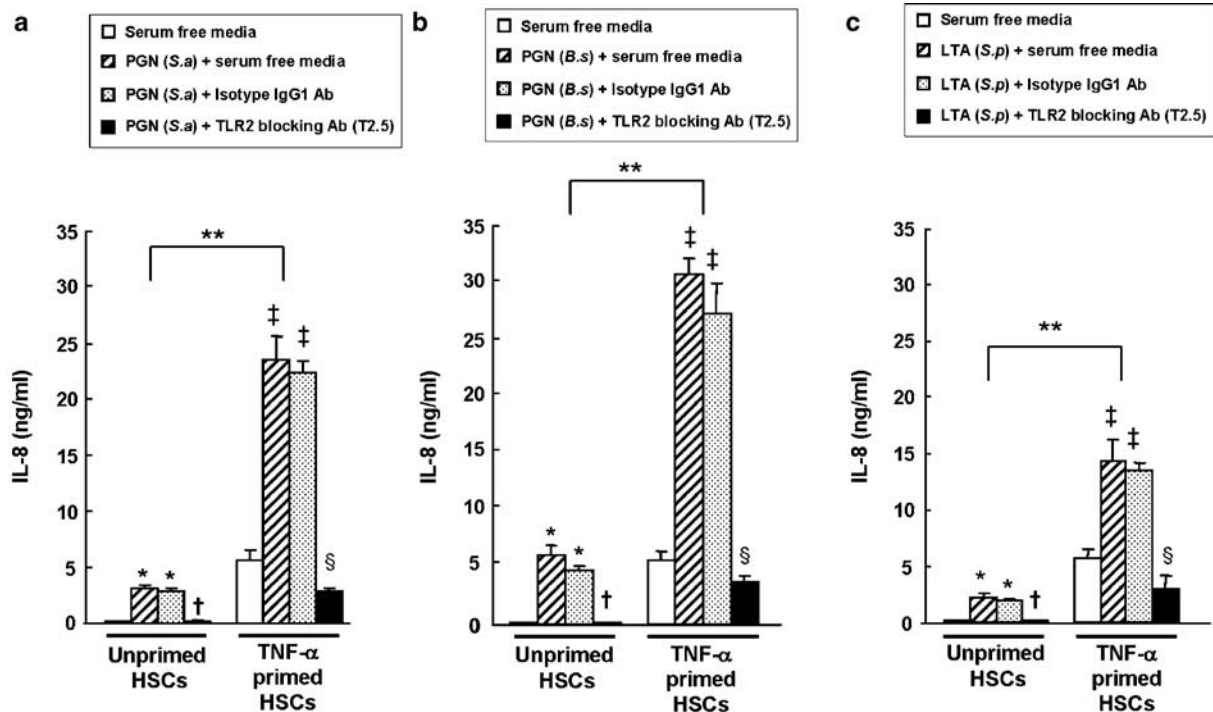 a
Serum free media
PGN (S.a) + serum free media
PGN (S.a) + Isotype IgG1 Ab
PGN (S.a) + TLR2 blocking Ab (T2.5)
**
35
30
25
20
15
10
5
0
IL-8 (ng/ml)
* * †
‡ ‡ §
Unprimed
HSCs
TNF-α
primed
HSCs
b
Serum free media
PGN (B.s) + serum free media
PGN (B.s) + Isotype IgG1 Ab
PGN (B.s) + TLR2 blocking Ab (T2.5)
**
35
30
25
20
15
10
5
0
IL-8 (ng/ml)
* * †
‡ ‡ §
Unprimed
HSCs
TNF-α
primed
HSCs
c
Serum free media
LTA (S.p) + serum free media
LTA (S.p) + Isotype IgG1 Ab
LTA (S.p) + TLR2 blocking Ab (T2.5)
**
35
30
25
20
15
10
5
0
IL-8 (ng/ml)
* * †
‡ ‡ §
Unprimed
HSCs
TNF-α
primed
HSCs